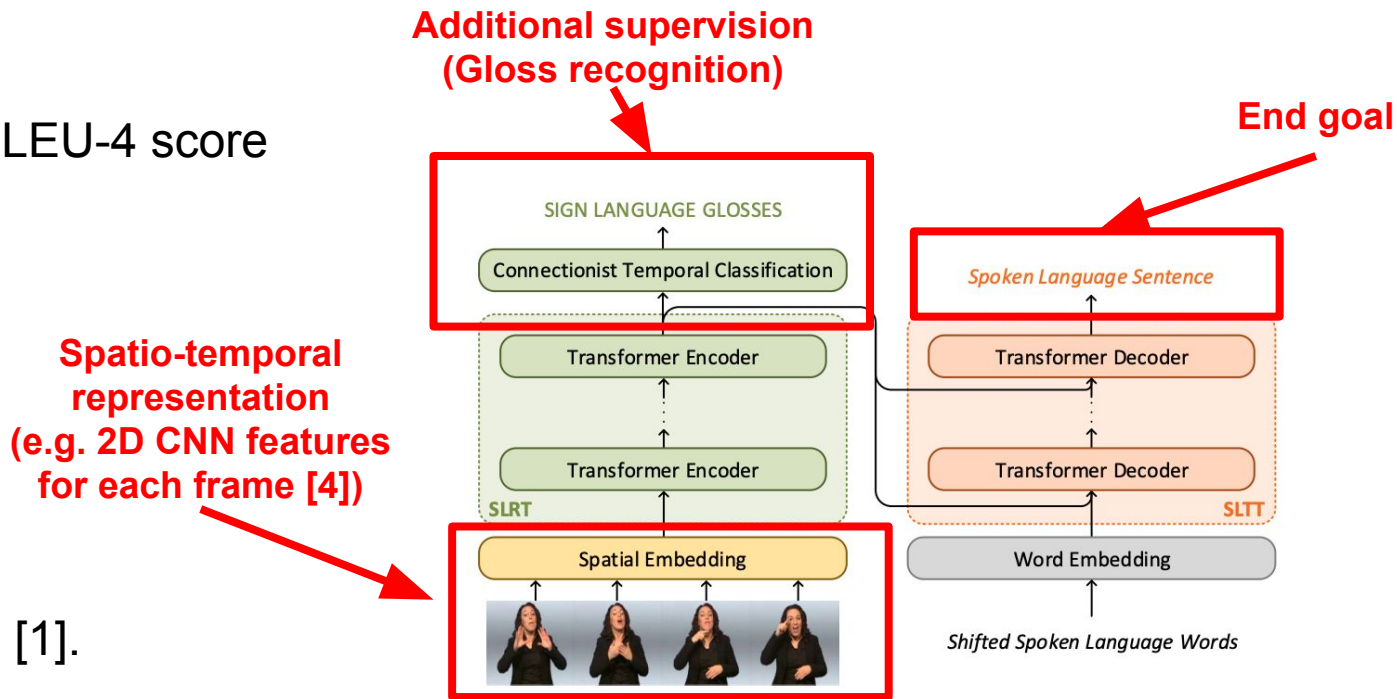 Additional supervision
(Gloss recognition)
End goal
LEU-4 score
SIGN LANGUAGE GLOSSES
Connectionist Temporal Classification
Spoken Language Sentence
Spatio-temporal
representation
(e.g. 2D CNN features
for each frame [4])
Transformer Encoder
Transformer Decoder
Transformer Encoder
Transformer Decoder
SLRT
SLTT
Spatial Embedding
Word Embedding
[1].
Shifted Spoken Language Words